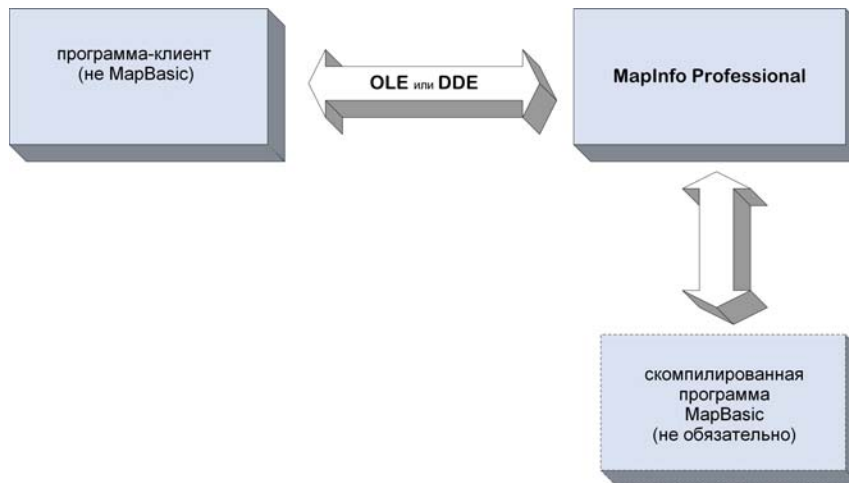 программа-клиент
(не MapBasic)
OLE или DDE
MapInfo Professional
скомпилированная
программа
MapBasic
(не обязательно)